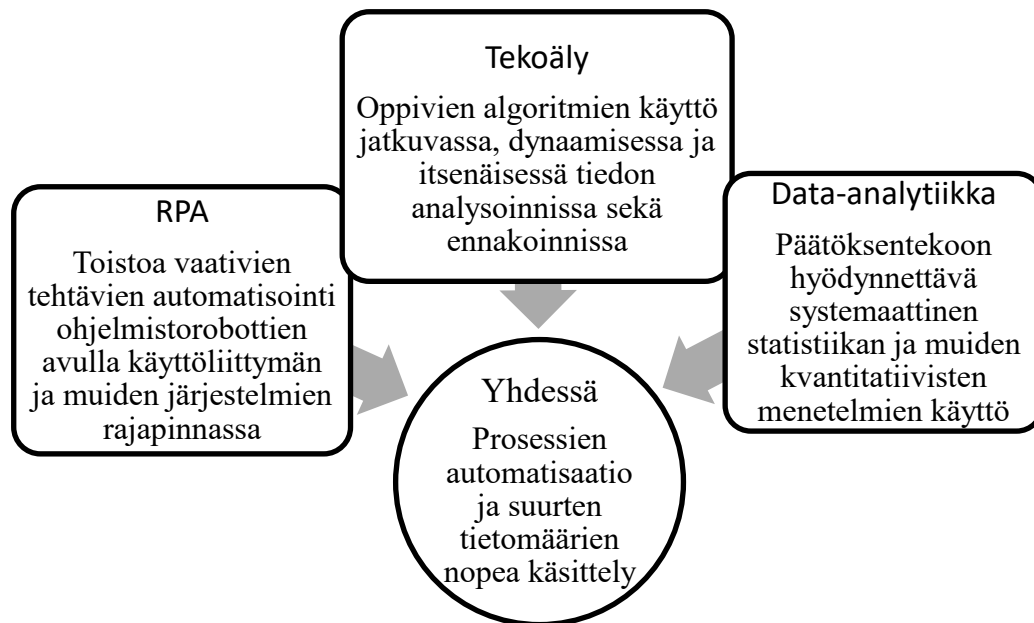 Tekoäly
Oppivien algoritmien käyttö
jatkuvassa, dynaamisessa ja
itsenäisessä tiedon
analysoinnissa sekä
ennakoinnissa
RPA
Toistoa vaativien
tehtävien automatisointi
ohjelmistorobottien
avulla käyttöliittymän
ja muiden järjestelmien
rajapinnassa
Data-analytiikka
Päätöksentekoon
hyödynnettävä
systemaattinen
statistiikan ja muiden
kvantitatiivisten
menetelmien käyttö
Yhdessä
Prosessien
automatisaatio
ja suurten
tietomäärien
nopea käsittely